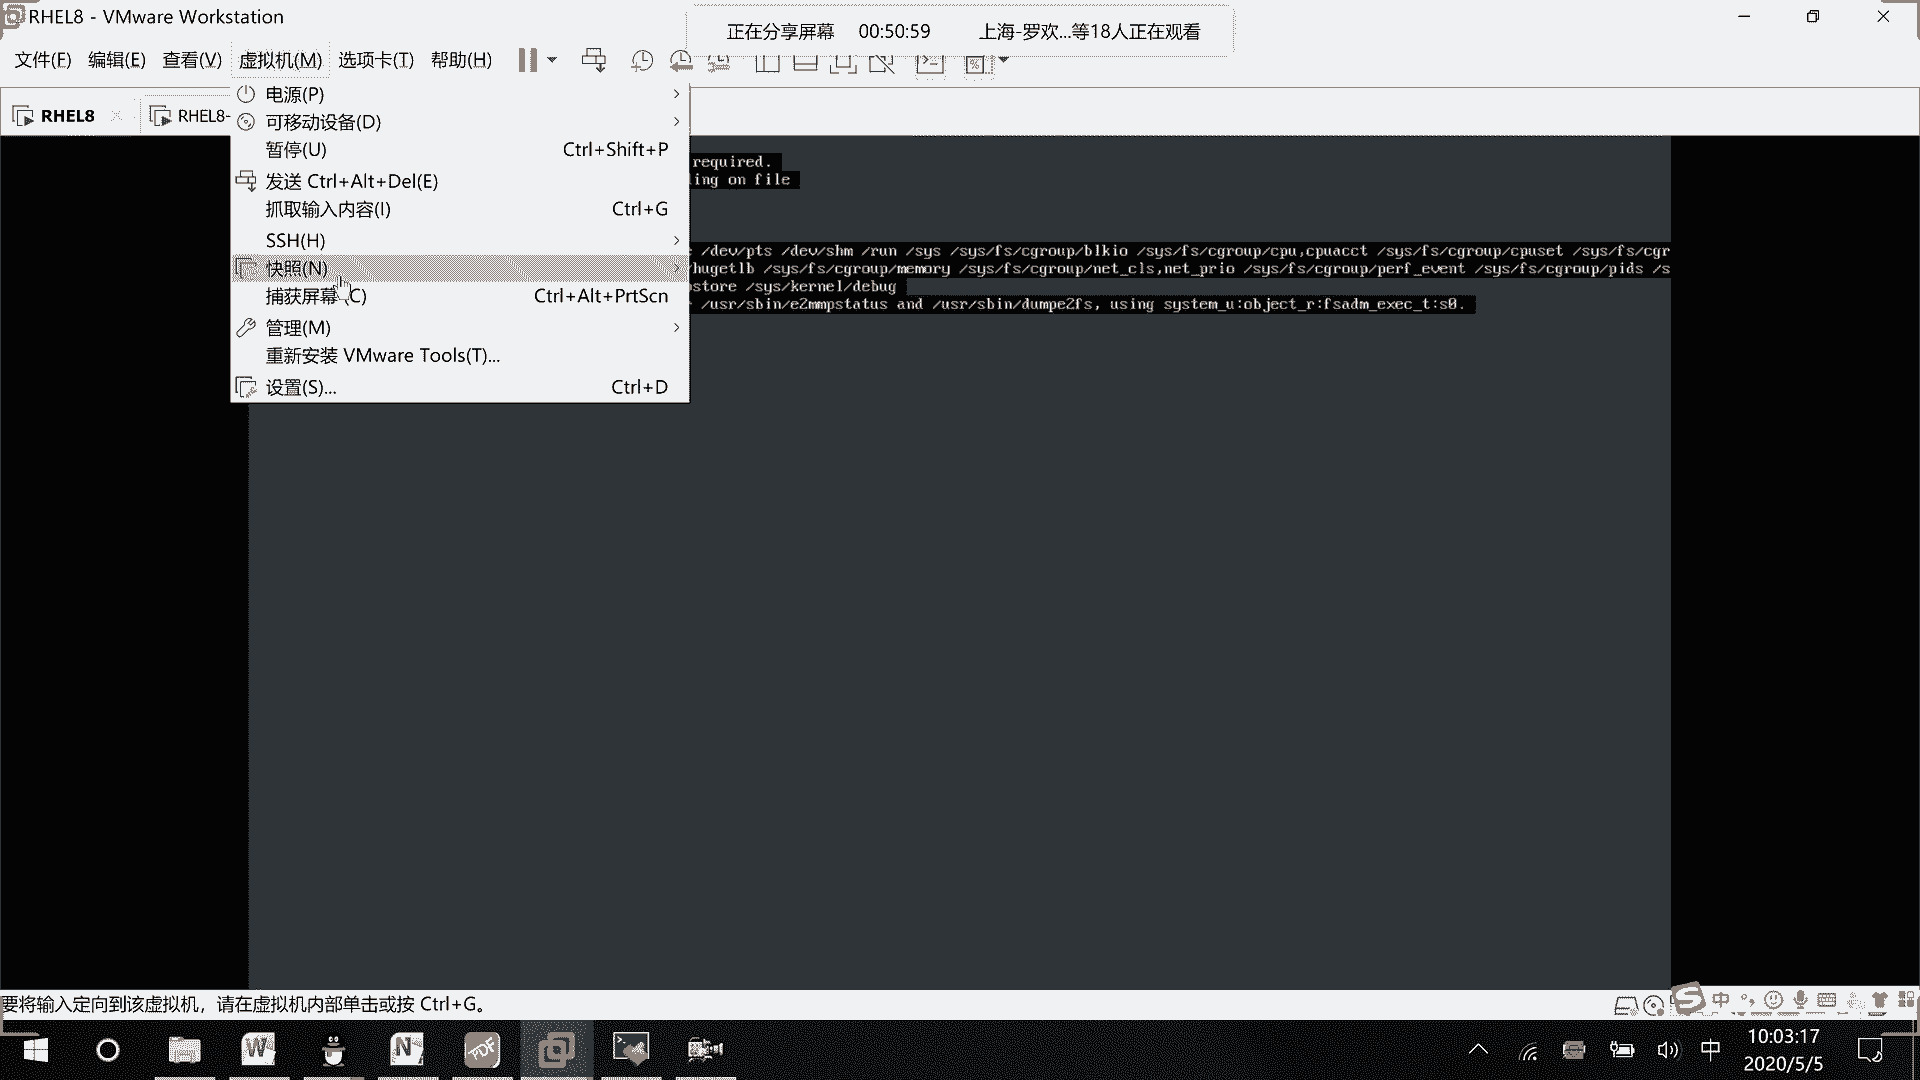 RHEL8 - VMware Workstation
正在分享屏幕 00:50:59 上海-罗欢...等18人正在观看
文件(F) 编辑(E) 查看(V) 虚拟机(M) 选项卡(T) 帮助(H)
RHEL8 RHEL8-
电源(P)
可移动设备(D)
暂停(U) Ctrl+Shift+P
发送 Ctrl+Alt+Del(E)
抓取输入内容(I) Ctrl+G
SSH(H)
快照(N)
捕获屏幕(C) Ctrl+Alt+PrtScn
管理(M)
重新安装 VMware Tools(T)...
设置(S)... Ctrl+D
required.
ing on file
/dev/pts /dev/shm /run /sys /sys/fs/cgroup/blkio /sys/fs/cgroup/cpu,cpuacct /sys/fs/cgroup/cpuset /sys/fs/cgr
/hugetlb /sys/fs/cgroup/memory /sys/fs/cgroup/net_cls,net_prio /sys/fs/cgroup/perf_event /sys/fs/cgroup/pids /s
store /sys/kernel/debug
/usr/sbin/e2mmpstatus and /usr/sbin/dumpe2fs, using system_u:object_r:fsadm_exec_t:s0.
要将输入定向到该虚拟机，请在虚拟机内部单击或按 Ctrl+G。
中
中 10:03:17
2020/5/5